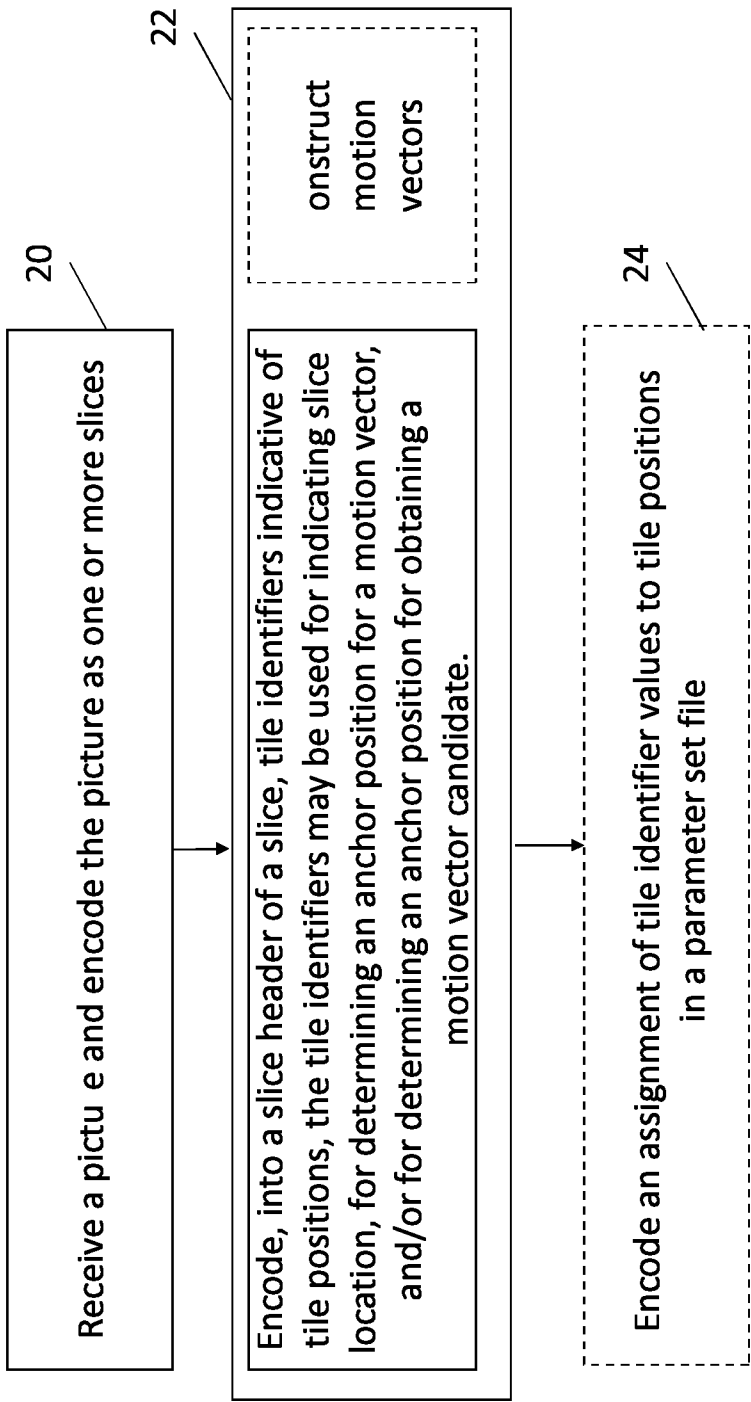 20
Receive a pictu e and encode the picture as one or more slices
22
Encode, into a slice header of a slice, tile identifiers indicative of
tile positions, the tile identifiers may be used for indicating slice
location, for determining an anchor position for a motion vector,
and/or for determining an anchor position for obtaining a
motion vector candidate.
onstruct
motion
vectors
24
Encode an assignment of tile identifier values to tile positions
in a parameter set file